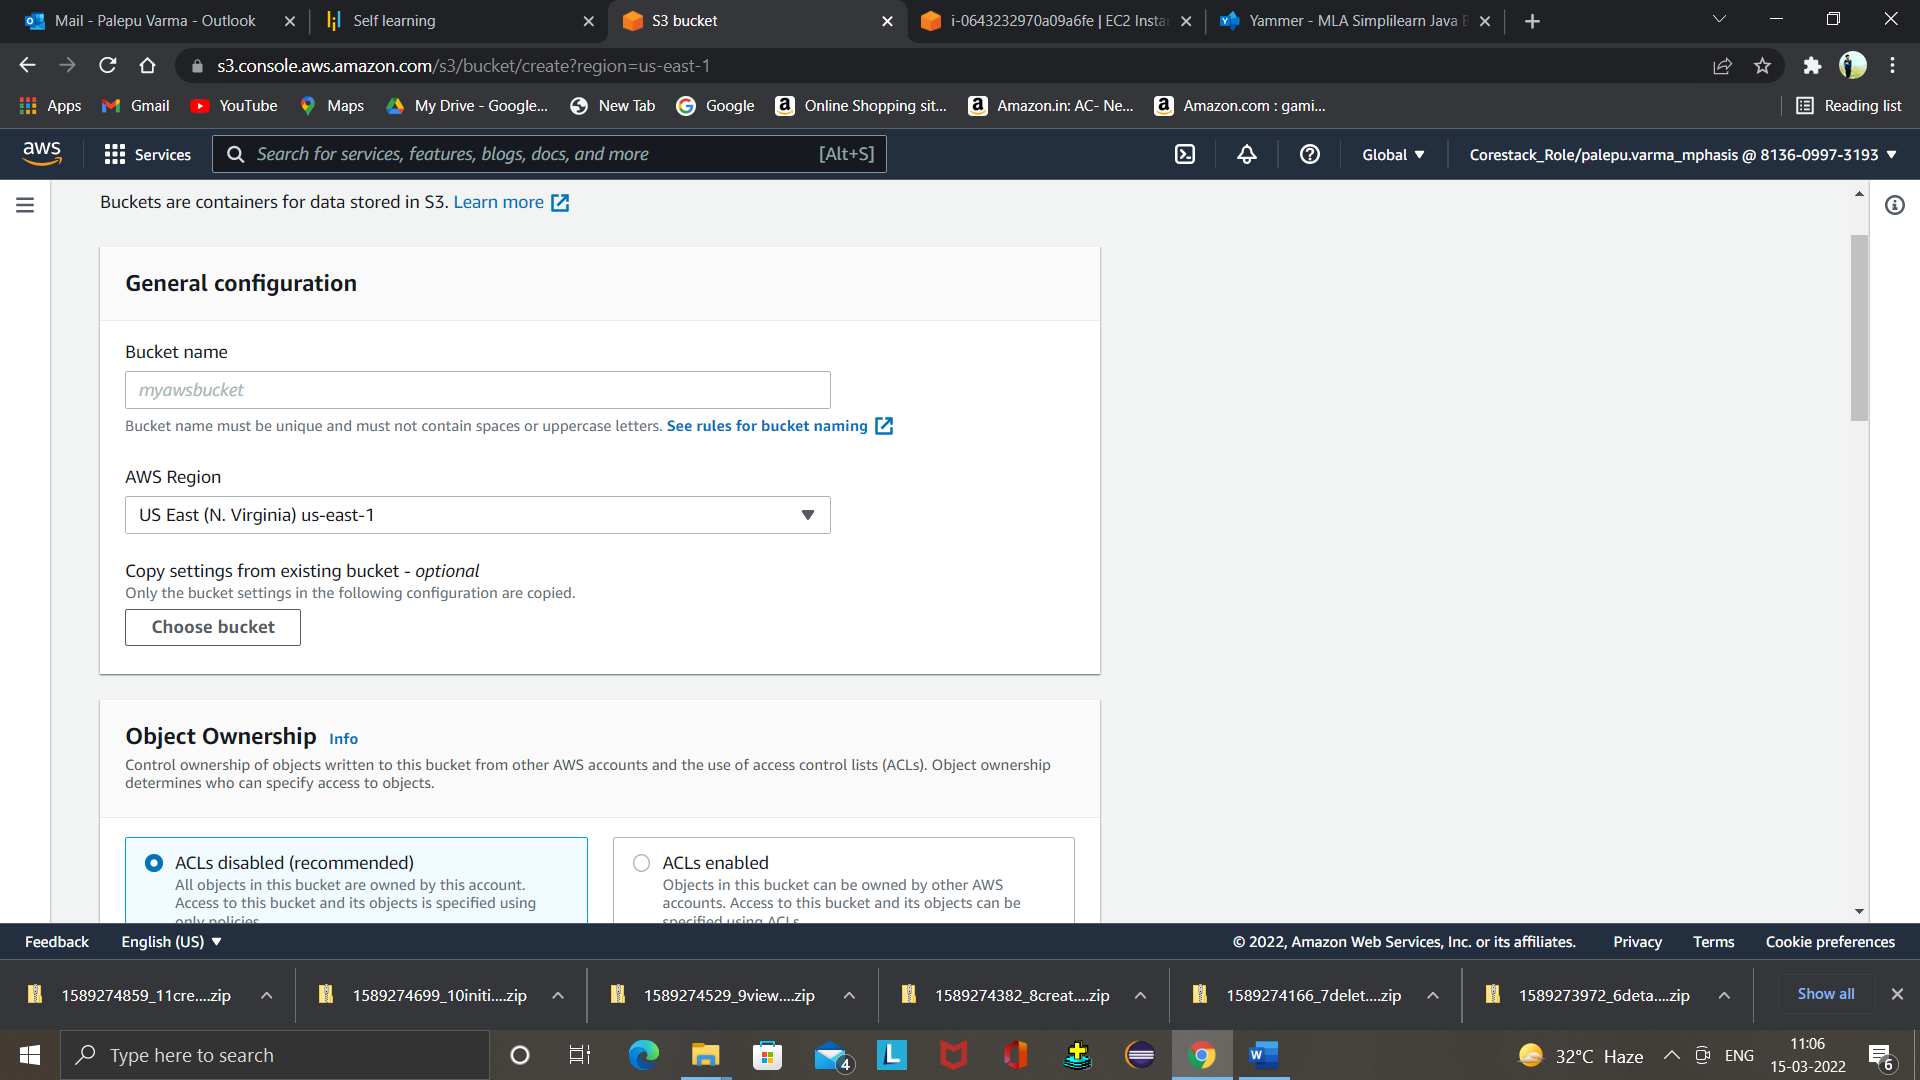 Mail - Palepu Varma - Outlook
Self learning
S3 bucket
i-0643232970a09a6fe | EC2 Insta
Yammer - MLA Simplilearn Java
s3.console.aws.amazon.com/s3/bucket/create?region=us-east-1
Apps
Gmail
YouTube
Maps
My Drive - Google...
New Tab
Google
Online Shopping sit...
Amazon.in: AC- Ne...
Amazon.com : gami...
Reading list
aws
Services
Search for services, features, blogs, docs, and more
[Alt+S]
Global
Corestack_Role/palepu.varma_mphasis @ 8136-0997-3193
Buckets are containers for data stored in S3. Learn more
General configuration
Bucket name
myawsbucket
Bucket name must be unique and must not contain spaces or uppercase letters. See rules for bucket naming
AWS Region
US East (N. Virginia) us-east-1
Copy settings from existing bucket - optional
Only the bucket settings in the following configuration are copied.
Choose bucket
Object Ownership Info
Control ownership of objects written to this bucket from other AWS accounts and the use of access control lists (ACLs). Object ownership
determines who can specify access to objects.
ACLs disabled (recommended)
All objects in this bucket are owned by this account.
Access to this bucket and its objects is specified using
only policies.
ACLs enabled
Objects in this bucket can be owned by other AWS
accounts. Access to this bucket and its objects can be
specified using ACLs.
Feedback
English (US)
© 2022, Amazon Web Services, Inc. or its affiliates.
Privacy
Terms
Cookie preferences
1589274859_11cre....zip
1589274699_10initi....zip
1589274529_9view....zip
1589274382_8creat....zip
1589274166_7delet....zip
1589273972_6deta....zip
Show all
Type here to search
4
L
W
32°C Haze
ENG
11:06
15-03-2022
6